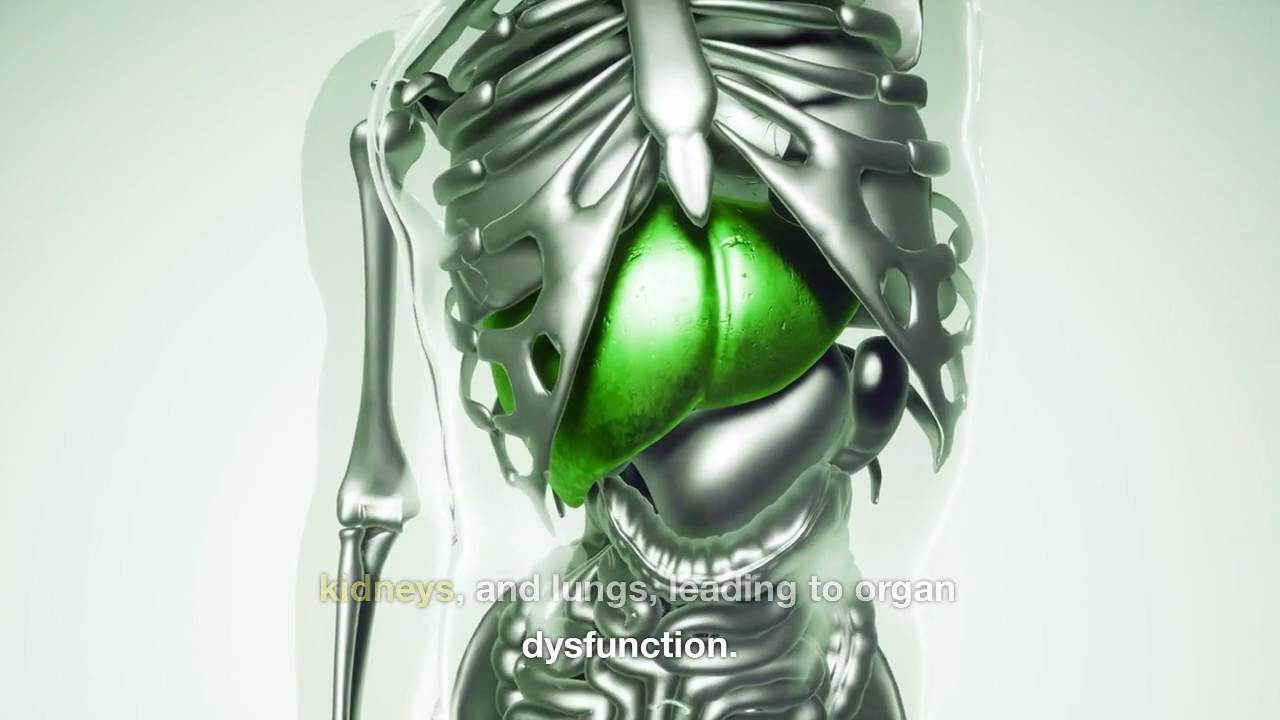 kidneys, and lungs, leading to organ
dysfunction.